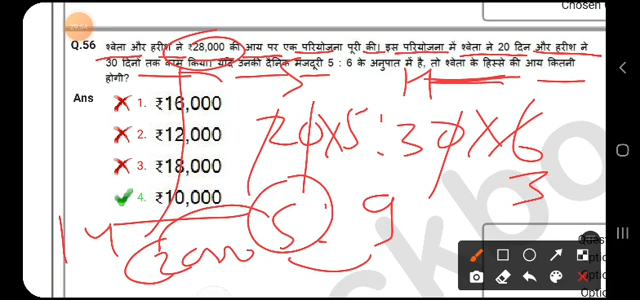 Chosen
Q.56 श्वेता और हरीश ने ₹28,000 की आय पर एक परियोजना पूरी की। इस परियोजना में श्वेता ने 20 दिन और हरीश ने
30 दिनों तक काम किया। यदि उनकी दैनिक मजदूरी 5 : 6 के अनुपात में है, तो श्वेता के हिस्से की आय कितनी
होगी?
Ans
1. ₹16,000
2. ₹12,000
3. ₹18,000
4. ₹10,000
20×5 : 30×6
3
5 : 9
14
2000